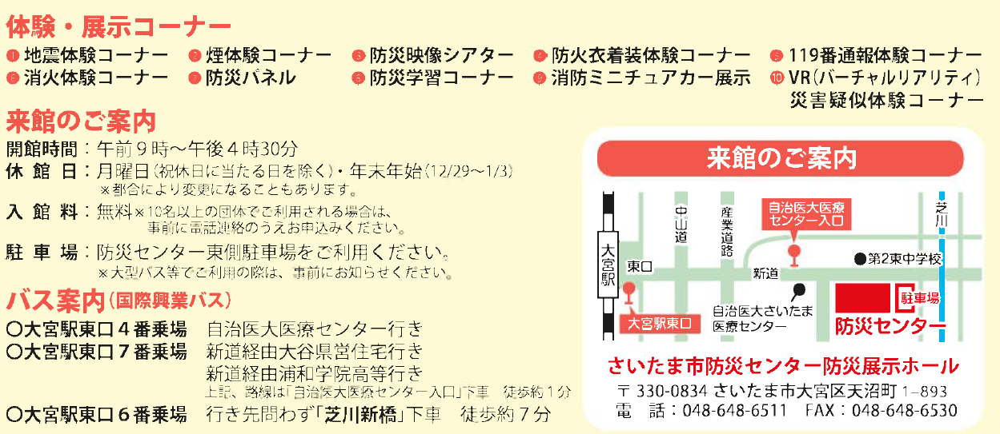 体験・展示コーナー
❶地震体験コーナー ❷煙体験コーナー ❸防災映像シアター ❹防火衣着装体験コーナー ❺119番通報体験コーナー
❻消火体験コーナー ❼防災パネル ❽防災学習コーナー ❾消防ミニチュアカー展示 ❿VR(バーチャルリアリティ)
災害疑似体験コーナー
来館のご案内
開館時間：午前9時～午後4時30分
休館日：月曜日(祝休日に当たる日を除く)・年末年始(12/29～1/3)
※都合により変更になることもあります。
入館料：無料※10名以上の団体でご利用される場合は、
事前に電話連絡のうえお申込みください。
駐車場：防災センター東側駐車場をご利用ください。
※大型バス等でご利用の際は、事前にお知らせください。
バス案内(国際興業バス)
〇大宮駅東口4番乗場 自治医大医療センター行き
〇大宮駅東口7番乗場 新道経由大谷県営住宅行き
新道経由浦和学院高等行き
上記、路線は「自治医大医療センター入口」下車 徒歩約1分
〇大宮駅東口6番乗場 行き先問わず「芝川新橋」下車 徒歩約7分
来館のご案内
大宮駅
東口
大宮駅東口
中山道
産業道路
自治医大医療
センター入口
新道
自治医大さいたま
医療センター
第2東中学校
芝川
駐車場
防災センター
さいたま市防災センター防災展示ホール
〒330-0834 さいたま市大宮区天沼町1-893
電 話：048-648-6511 FAX：048-648-6530